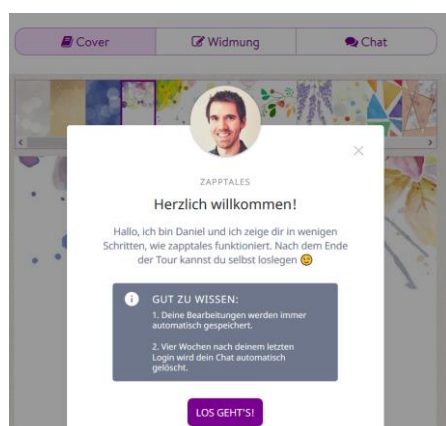 Cover
Widmung
Chat
ZAPPTALES
Herzlich willkommen!
Hallo, ich bin Daniel und ich zeige dir in wenigen
Schritten, wie zapptales funktioniert. Nach dem Ende
der Tour kannst du selbst loslegen 😉
GUT ZU WISSEN:
1. Deine Bearbeitungen werden immer
automatisch gespeichert.
2. Vier Wochen nach deinem letzten
Login wird dein Chat automatisch
gelöscht.
LOS GEHT'S!